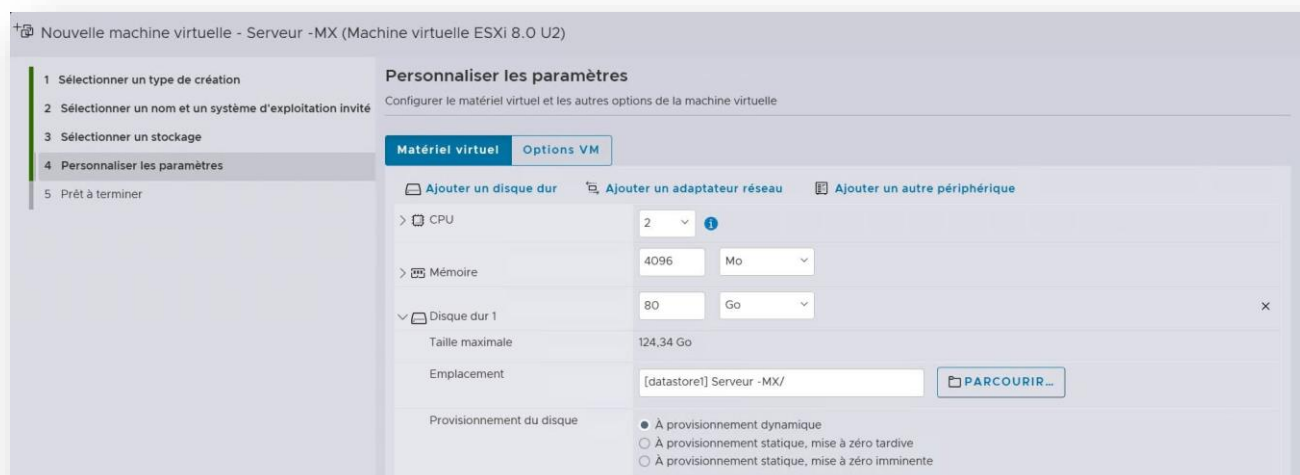 Nouvelle machine virtuelle - Serveur -MX (Machine virtuelle ESXi 8.0 U2)
1 Sélectionner un type de création
2 Sélectionner un nom et un système d'exploitation invité
3 Sélectionner un stockage
4 Personnaliser les paramètres
5 Prêt à terminer
Personnaliser les paramètres
Configurer le matériel virtuel et les autres options de la machine virtuelle
Matériel virtuel Options VM
Ajouter un disque dur Ajouter un adaptateur réseau Ajouter un autre périphérique
CPU 2
Mémoire 4096 Mo
Disque dur 1 80 Go
Taille maximale 124,34 Go
Emplacement [datastore1] Serveur -MX/ PARCOURIR...
Provisionnement du disque À provisionnement dynamique
À provisionnement statique, mise à zéro tardive
À provisionnement statique, mise à zéro imminente